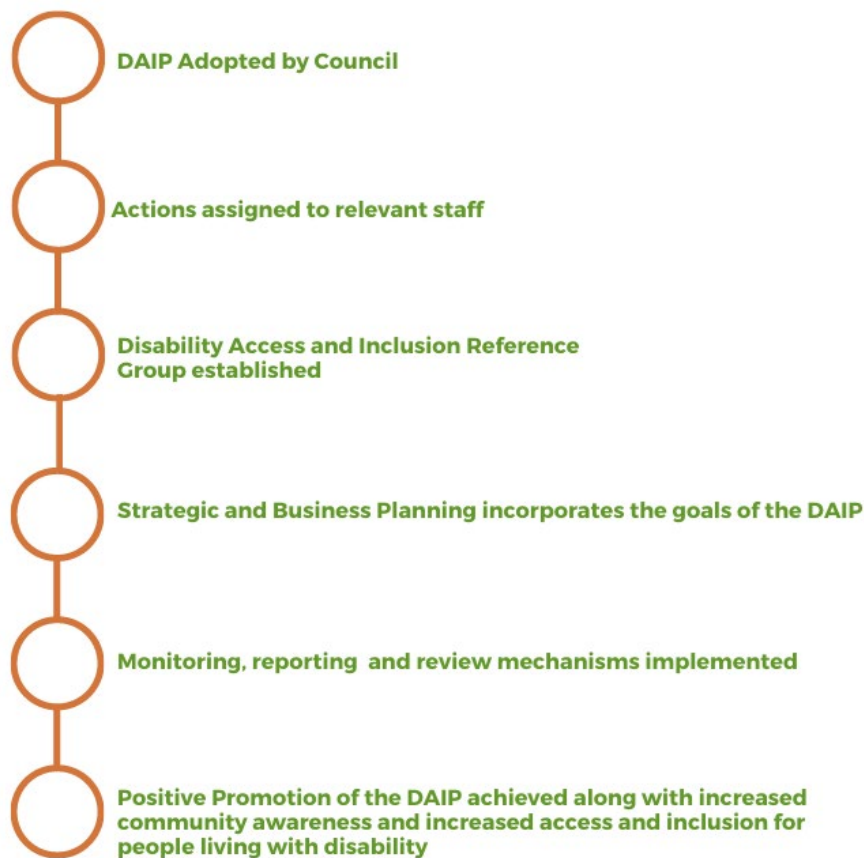 DAIP Adopted by Council
Actions assigned to relevant staff
Disability Access and Inclusion Reference
Group established
Strategic and Business Planning incorporates the goals of the DAIP
Monitoring, reporting  and review mechanisms implemented
Positive Promotion of the DAIP achieved along with increased
community awareness and increased access and inclusion for
people living with disability